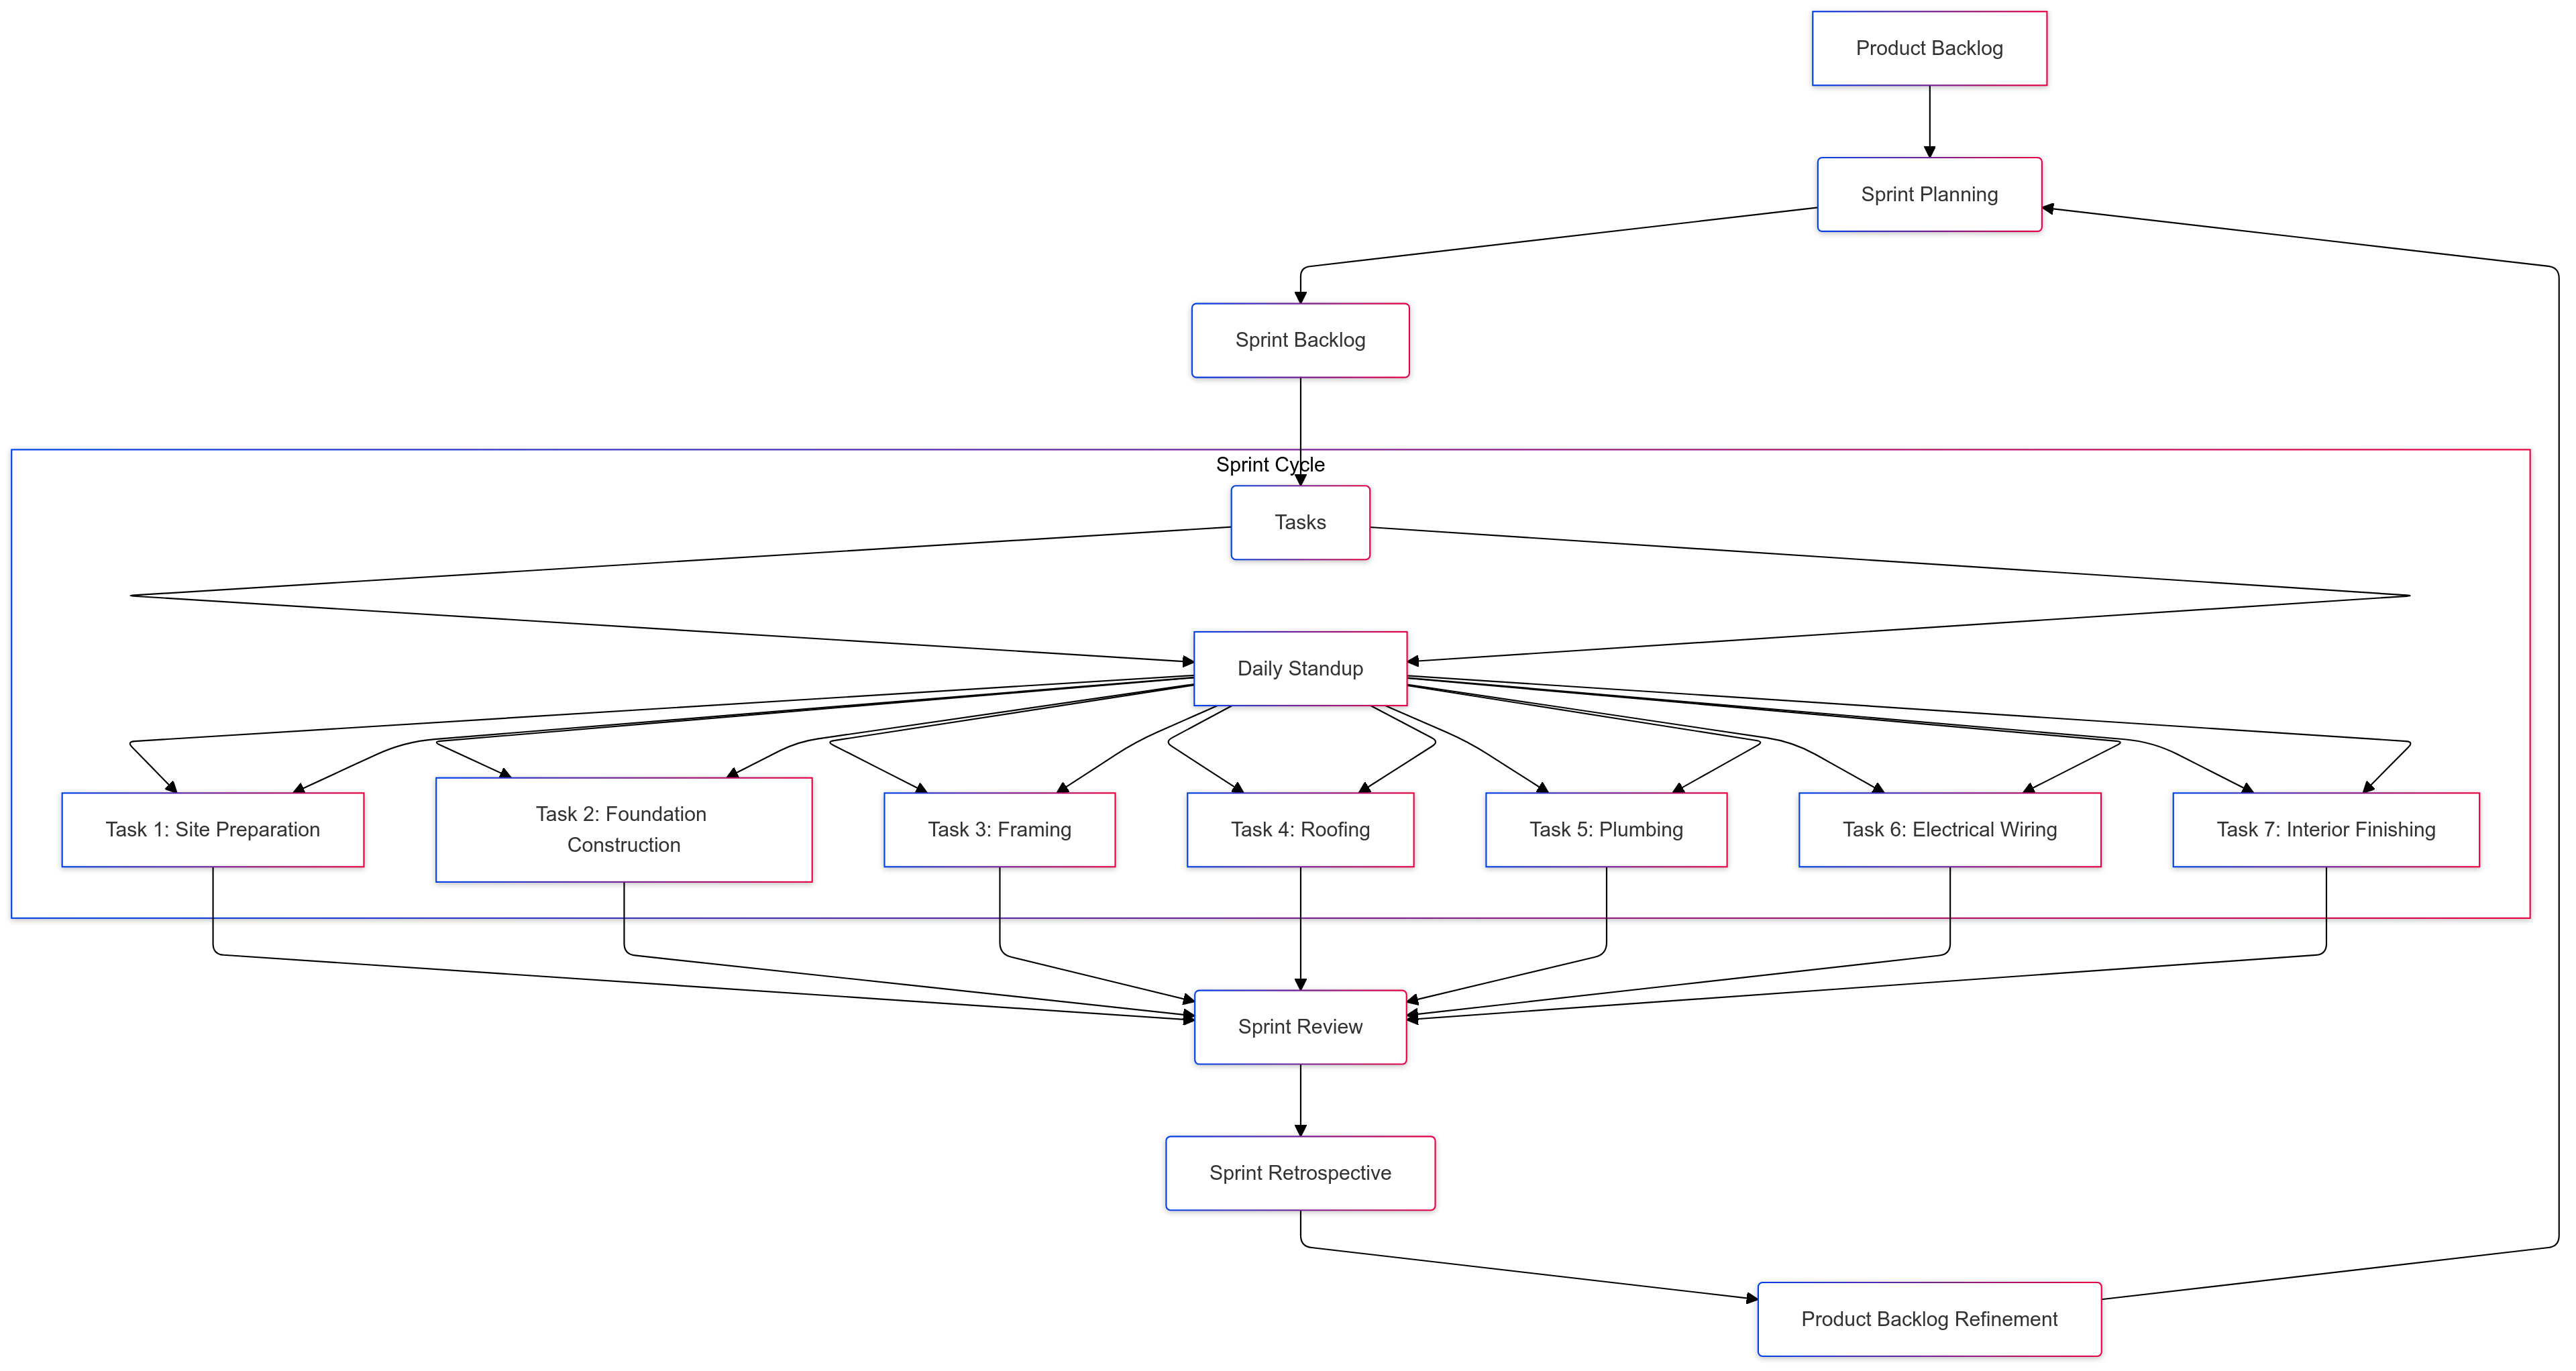 Product Backlog
Sprint Planning
Sprint Backlog
Sprint Cycle
Tasks
Daily Standup
Task 1: Site Preparation
Task 2: Foundation
Construction
Task 3: Framing
Task 4: Roofing
Task 5: Plumbing
Task 6: Electrical Wiring
Task 7: Interior Finishing
Sprint Review
Sprint Retrospective
Product Backlog Refinement